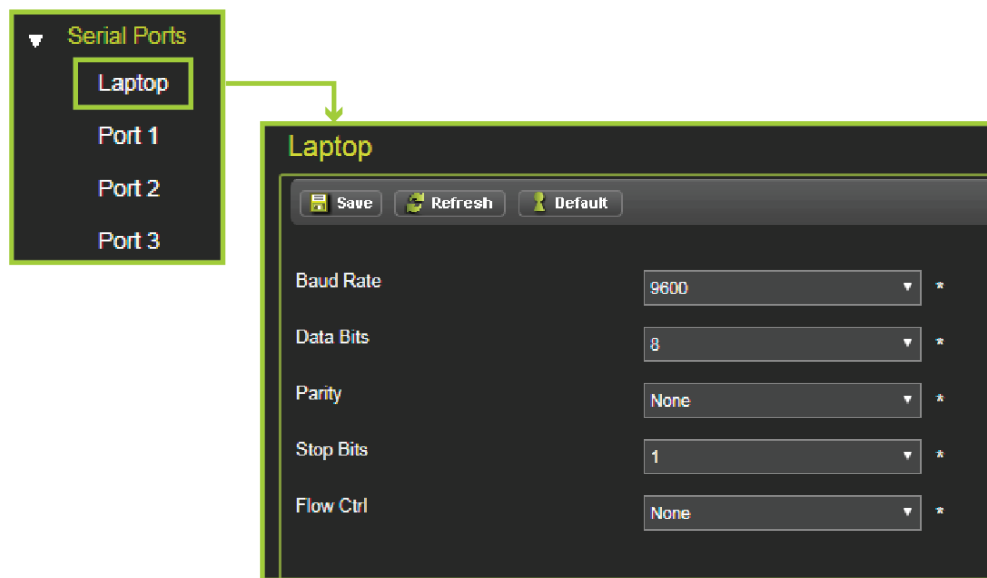 Serial Ports
Laptop
Port 1
Port 2
Port 3
Laptop
Save Refresh Default
Baud Rate 9600 *
Data Bits 8 *
Parity None *
Stop Bits 1 *
Flow Ctrl None *